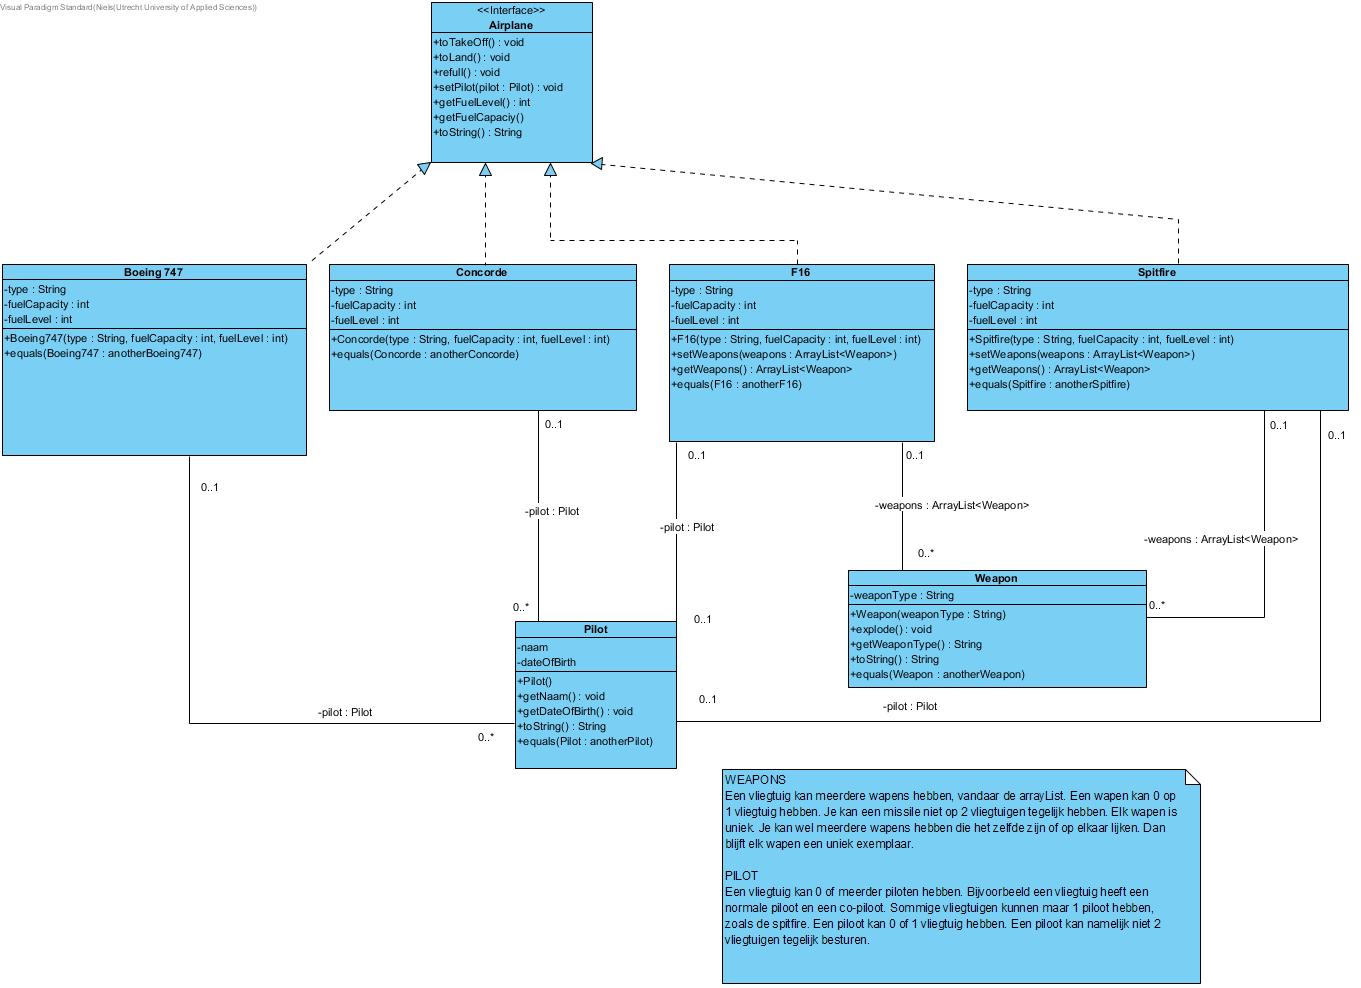 Visual Paradigm Standard(Niels(Utrecht University of Applied Sciences))
<<Interface>>
Airplane
+toTakeOff() : void
+toLand() : void
+refull() : void
+setPilot(pilot : Pilot) : void
+getFuelLevel() : int
+getFuelCapaciy()
+toString() : String
Boeing 747
-type : String
-fuelCapacity : int
-fuelLevel : int
+Boeing747(type : String, fuelCapacity : int, fuelLevel : int)
+equals(Boeing747 : anotherBoeing747)
Concorde
-type : String
-fuelCapacity : int
-fuelLevel : int
+Concorde(type : String, fuelCapacity : int, fuelLevel : int)
+equals(Concorde : anotherConcorde)
F16
-type : String
-fuelCapacity : int
-fuelLevel : int
+F16(type : String, fuelCapacity : int, fuelLevel : int)
+setWeapons(weapons : ArrayList<Weapon>)
+getWeapons() : ArrayList<Weapon>
+equals(F16 : anotherF16)
Spitfire
-type : String
-fuelCapacity : int
-fuelLevel : int
+Spitfire(type : String, fuelCapacity : int, fuelLevel : int)
+setWeapons(weapons : ArrayList<Weapon>)
+getWeapons() : ArrayList<Weapon>
+equals(Spitfire : anotherSpitfire)
0..1
0..1
0..1
0..1
0..1
0..1
-pilot : Pilot
-pilot : Pilot
-weapons : ArrayList<Weapon>
-weapons : ArrayList<Weapon>
0..*
0..*
0..*
0..1
Weapon
-weaponType : String
+Weapon(weaponType : String)
+explode() : void
+getWeaponType() : String
+toString() : String
+equals(Weapon : anotherWeapon)
Pilot
-naam
-dateOfBirth
+Pilot()
+getNaam() : void
+getDateOfBirth() : void
+toString() : String
+equals(Pilot : anotherPilot)
0..1
-pilot : Pilot
-pilot : Pilot
0..*
WEAPONS
Een vliegtuig kan meerdere wapens hebben, vandaar de arrayList. Een wapen kan 0 op
1 vliegtuig hebben. Je kan een missile niet op 2 vliegtuigen tegelijk hebben. Elk wapen is
uniek. Je kan wel meerdere wapens hebben die het zelfde zijn of op elkaar lijken. Dan
blijft elk wapen een uniek exemplaar.
PILOT
Een vliegtuig kan 0 of meerder piloten hebben. Bijvoorbeeld een vliegtuig heeft een
normale piloot en een co-piloot. Sommige vliegtuigen kunnen maar 1 piloot hebben,
zoals de spitfire. Een piloot kan 0 of 1 vliegtuig hebben. Een piloot kan namelijk niet 2
vliegtuigen tegelijk besturen.